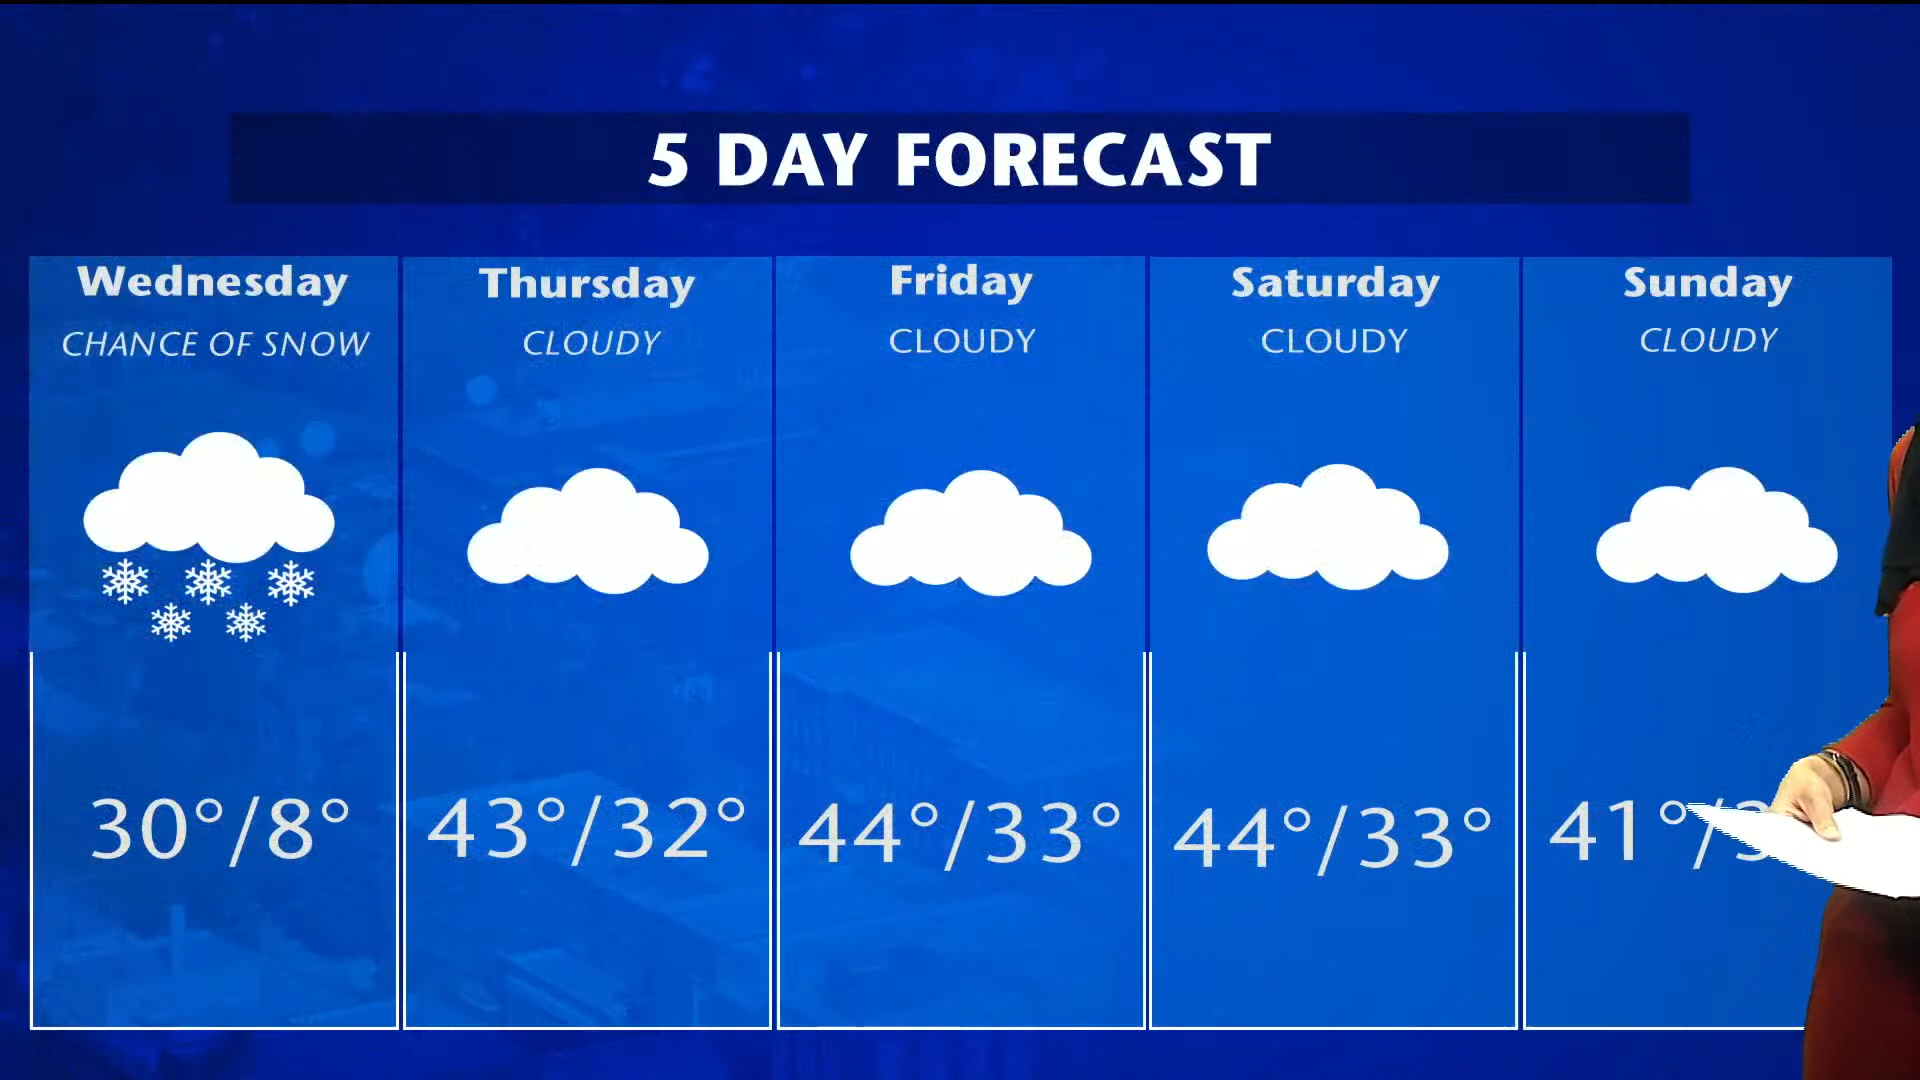 5 DAY FORECAST
Wednesday
CHANCE OF SNOW
30°/8°
Thursday
CLOUDY
43°/32°
Friday
CLOUDY
44°/33°
Saturday
CLOUDY
44°/33°
Sunday
CLOUDY
41°/